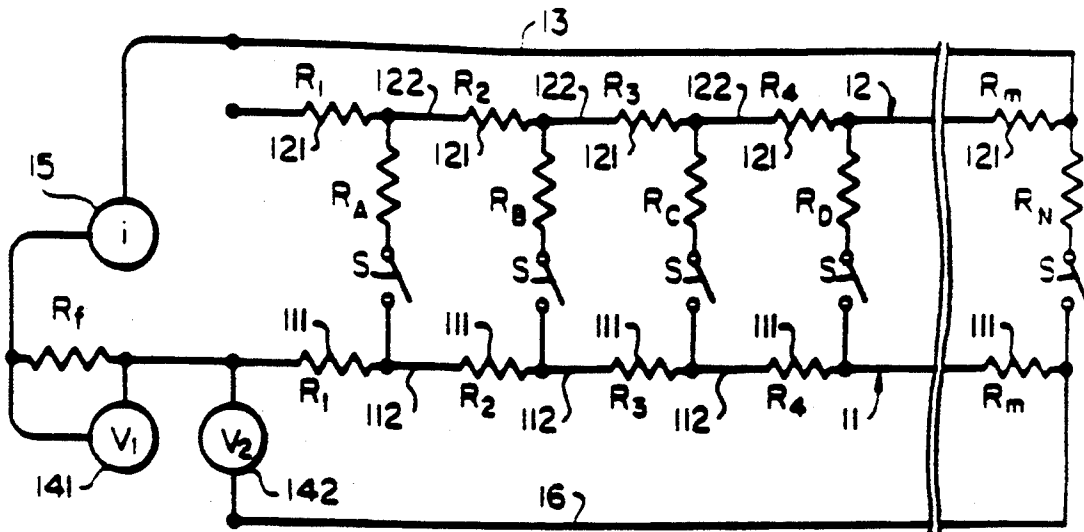 13
R1 122 R2 122 R3 122 R4 12 Rm
121 121 121 121 121
15
i
RA RB RC RD RN
S S S S S
Rf 111 111 111 111 111
R1 112 R2 112 R3 112 R4 11 Rm
V1 V2
141 142 16